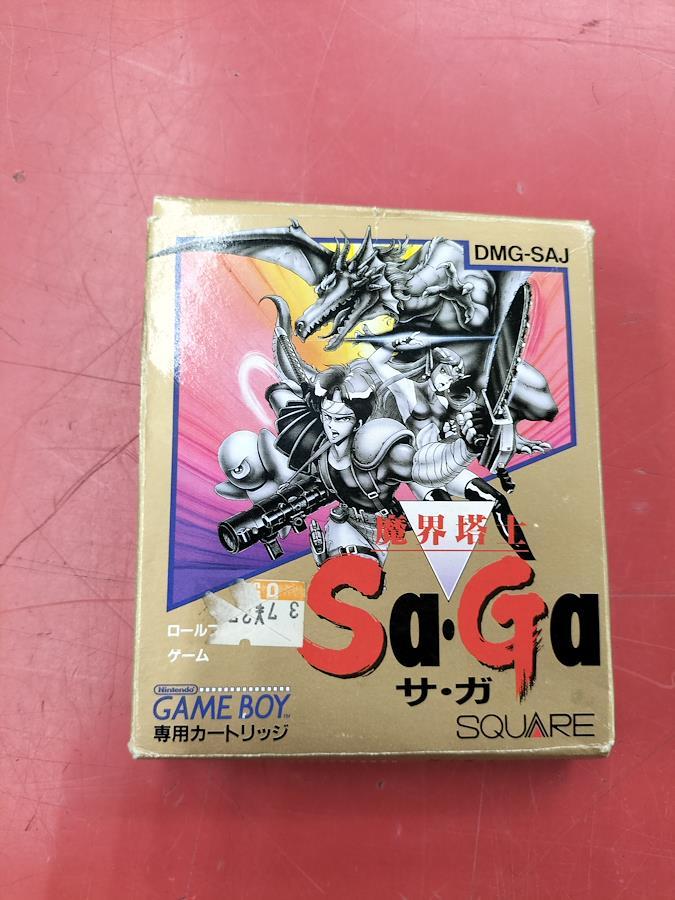 DMG-SAJ
魔界塔士
Sa・Ga
サ・ガ
ロール
ゲーム
Nintendo
GAME BOY
TM
専用カートリッジ
SQUARE